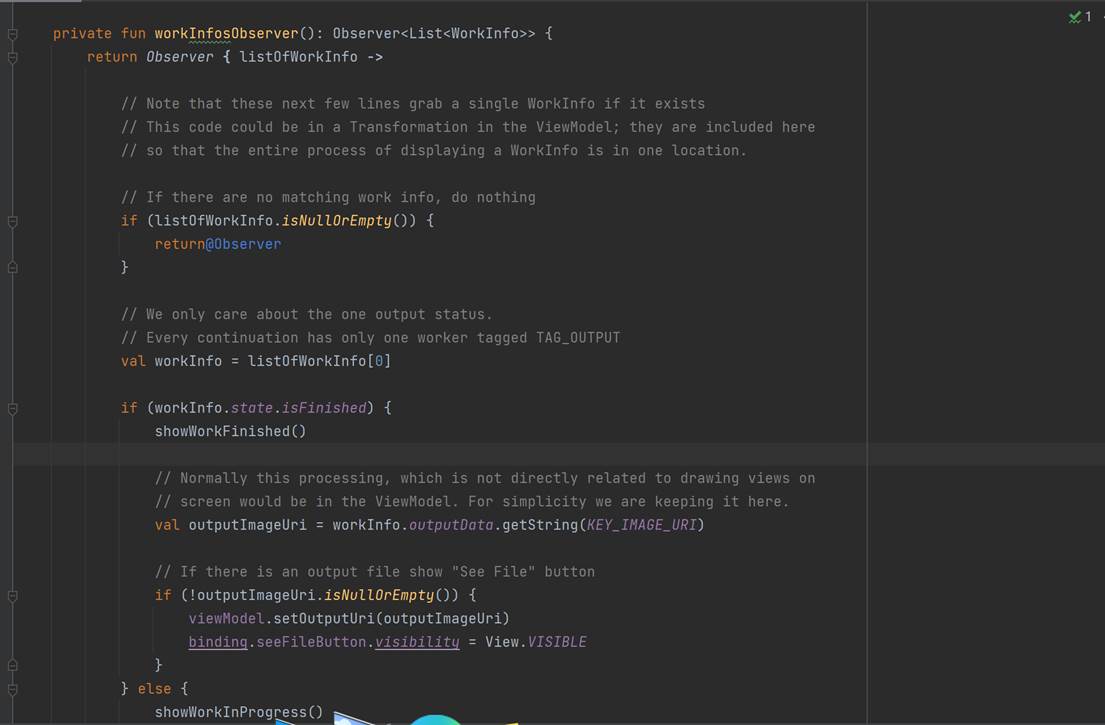 1
private fun workInfosObserver(): Observer<List<WorkInfo>> {
return Observer { listOfWorkInfo ->
// Note that these next few lines grab a single WorkInfo if it exists
// This code could be in a Transformation in the ViewModel; they are included here
// so that the entire process of displaying a WorkInfo is in one location.
// If there are no matching work info, do nothing
if (listOfWorkInfo.isNullOrEmpty()) {
return@Observer
}
// We only care about the one output status.
// Every continuation has only one worker tagged TAG_OUTPUT
val workInfo = listOfWorkInfo[0]
if (workInfo.state.isFinished) {
showWorkFinished()
// Normally this processing, which is not directly related to drawing views on
// screen would be in the ViewModel. For simplicity we are keeping it here.
val outputImageUri = workInfo.outputData.getString(KEY_IMAGE_URI)
// If there is an output file show "See File" button
if (!outputImageUri.isNullOrEmpty()) {
viewModel.setOutputUri(outputImageUri)
binding.seeFileButton.visibility = View.VISIBLE
}
} else {
showWorkInProgress()